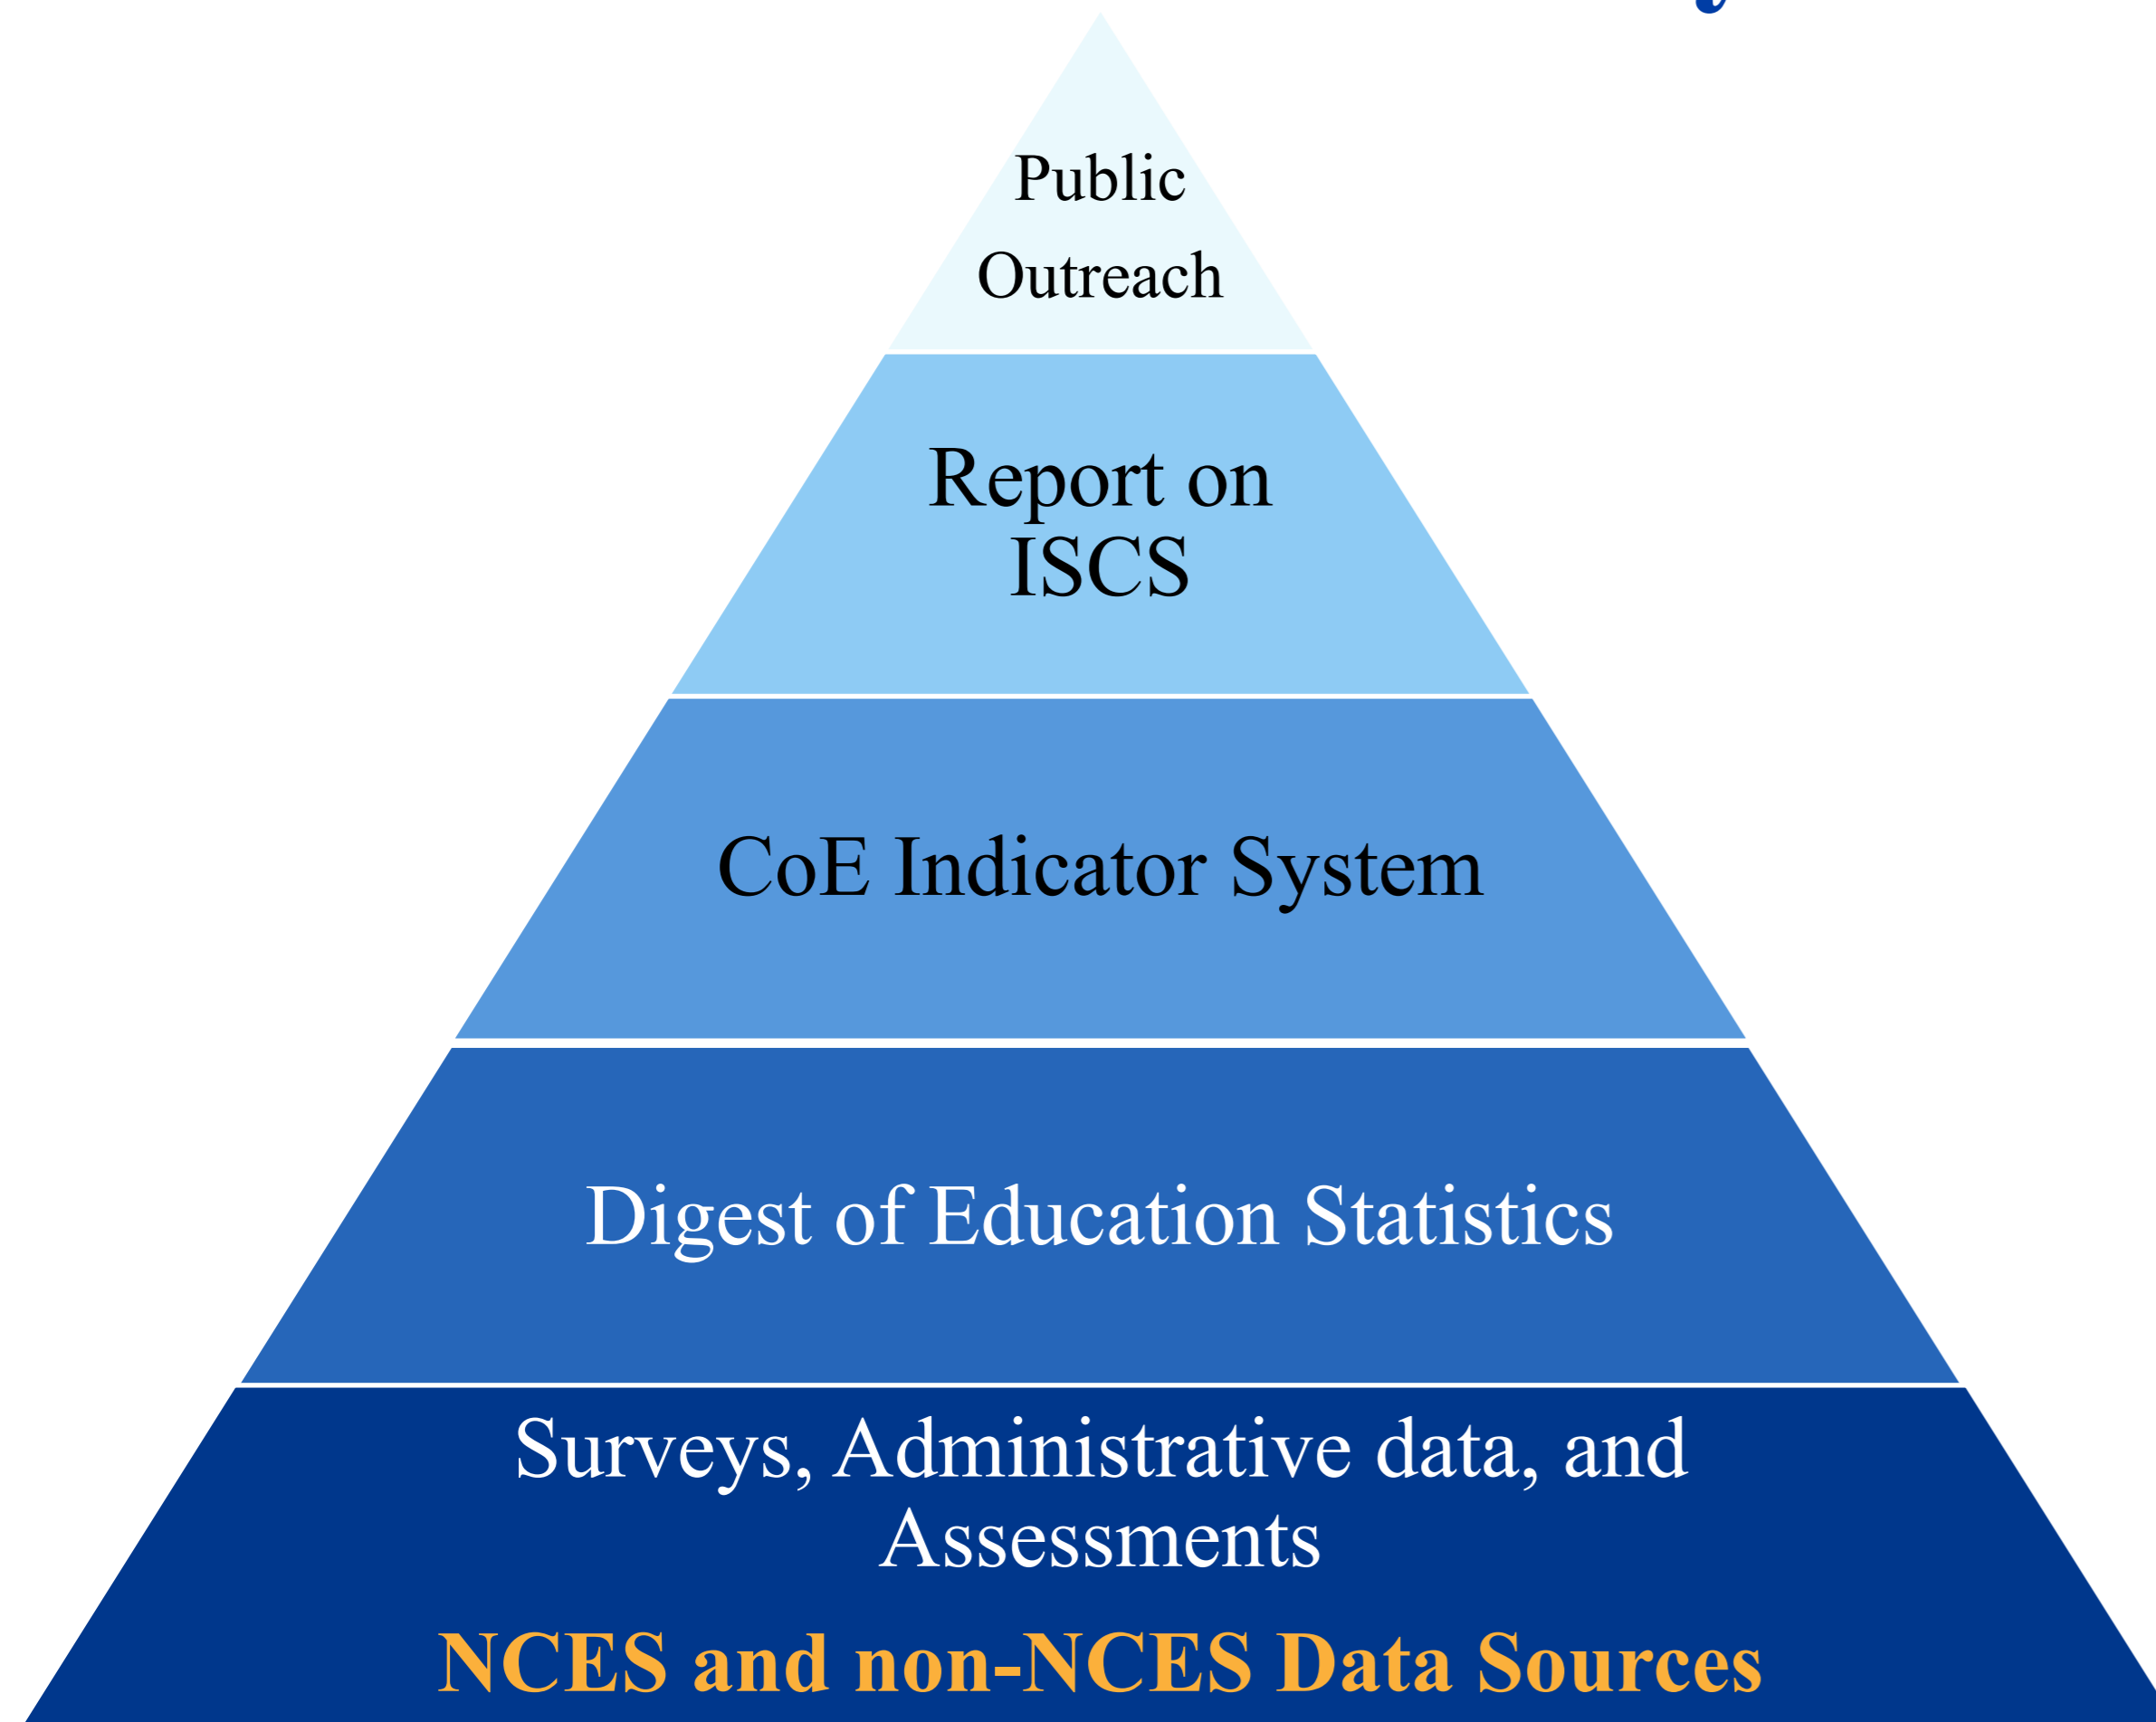 Public
Outreach
Report on
ISCS
CoE Indicator System
Digest of Education Statistics
Surveys, Administrative data, and
Assessments
NCES and non-NCES Data Sources